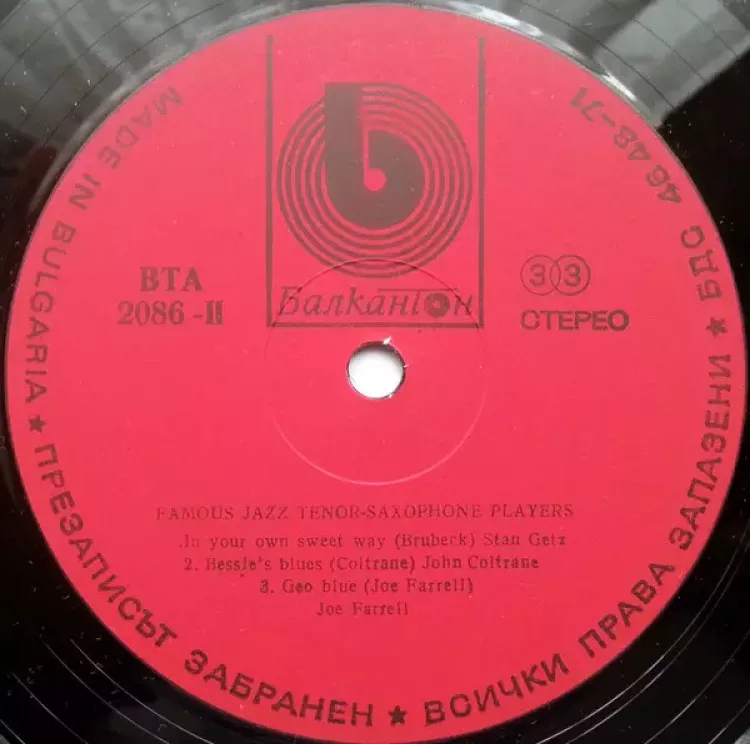 Балкантон
ВТА
2086 -II
33
СТЕРЕО
FAMOUS JAZZ TENOR-SAXOPHONE PLAYERS
.In your own sweet way (Brubeck) Stan Getz
2. Bessie's blues (Coltrane) John Coltrane
3. Geo blue (Joe Farrell)
Joe Farrell
MADE IN BULGARIA ★ ПРЕЗАПИСЪТ ЗАБРАНЕН ★ ВСИЧКИ ПРАВА ЗАПАЗЕНИ ★ БДС 4648-71